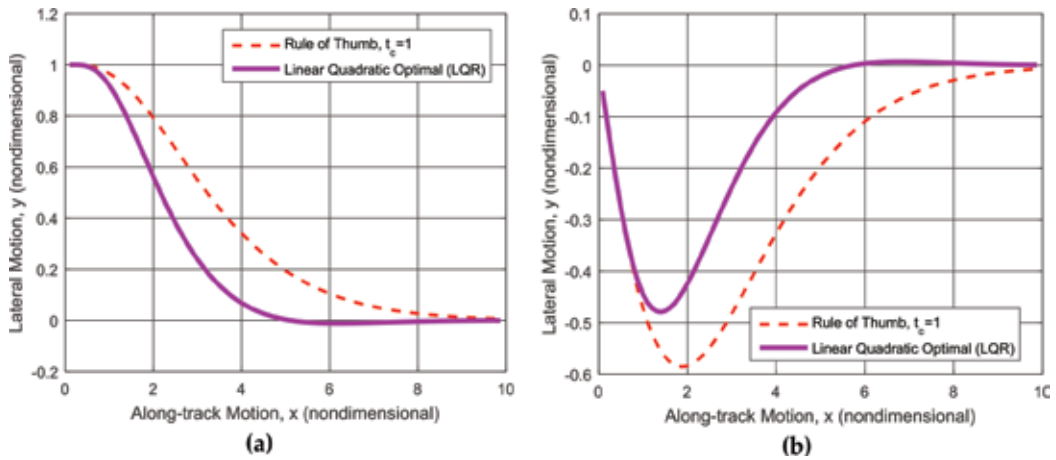 1.2
1
0.8
0.6
0.4
0.2
0
-0.2
Lateral Motion, y (nondimensional)
Rule of Thumb, t_c=1
Linear Quadratic Optimal (LQR)
0 2 4 6 8 10
Along-track Motion, x (nondimensional)
(a)
0.1
0
-0.1
-0.2
-0.3
-0.4
-0.5
-0.6
Lateral Motion, y (nondimensional)
Rule of Thumb, t_c=1
Linear Quadratic Optimal (LQR)
0 2 4 6 8 10
Along-track Motion, x (nondimensional)
(b)